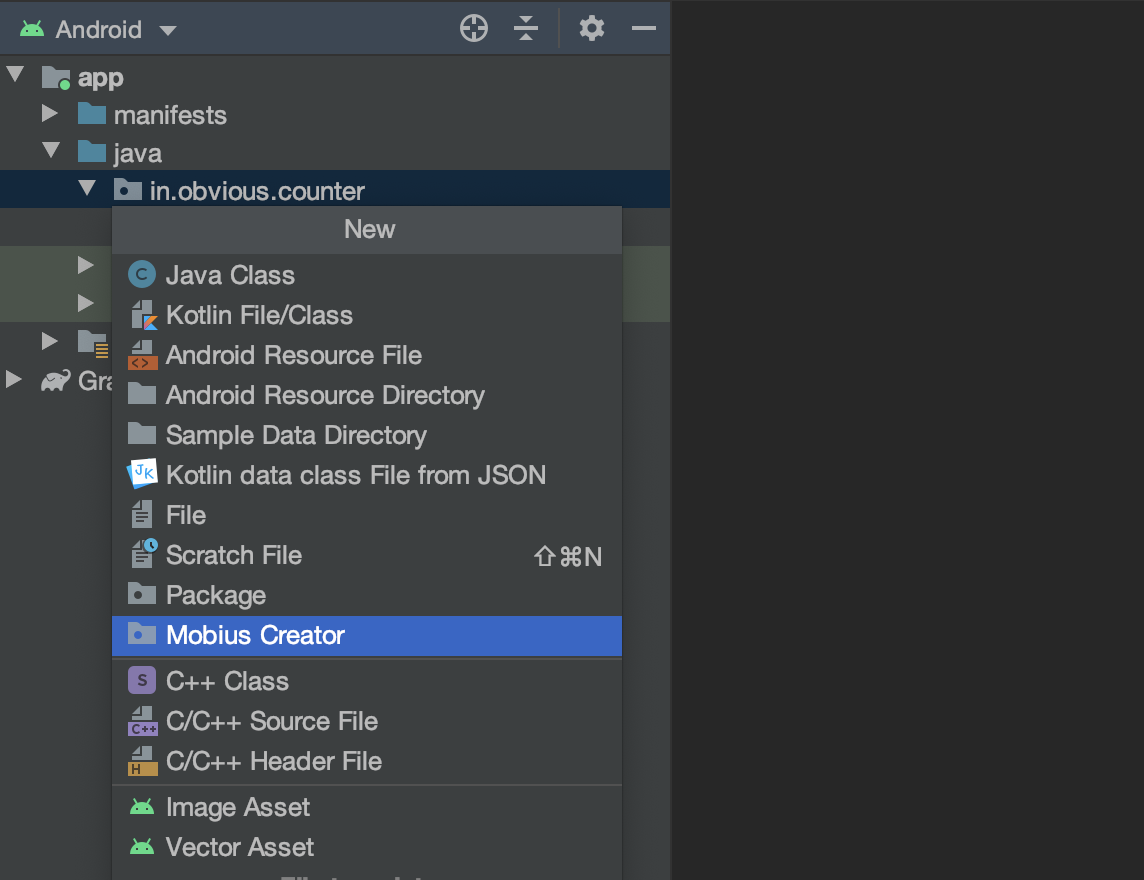 Android
app
manifests
java
in.obvious.counter
New
Java Class
Kotlin File/Class
Android Resource File
Android Resource Directory
Sample Data Directory
Kotlin data class File from JSON
File
Scratch File ⇧⌘N
Package
Mobius Creator
C++ Class
C/C++ Source File
C/C++ Header File
Image Asset
Vector Asset